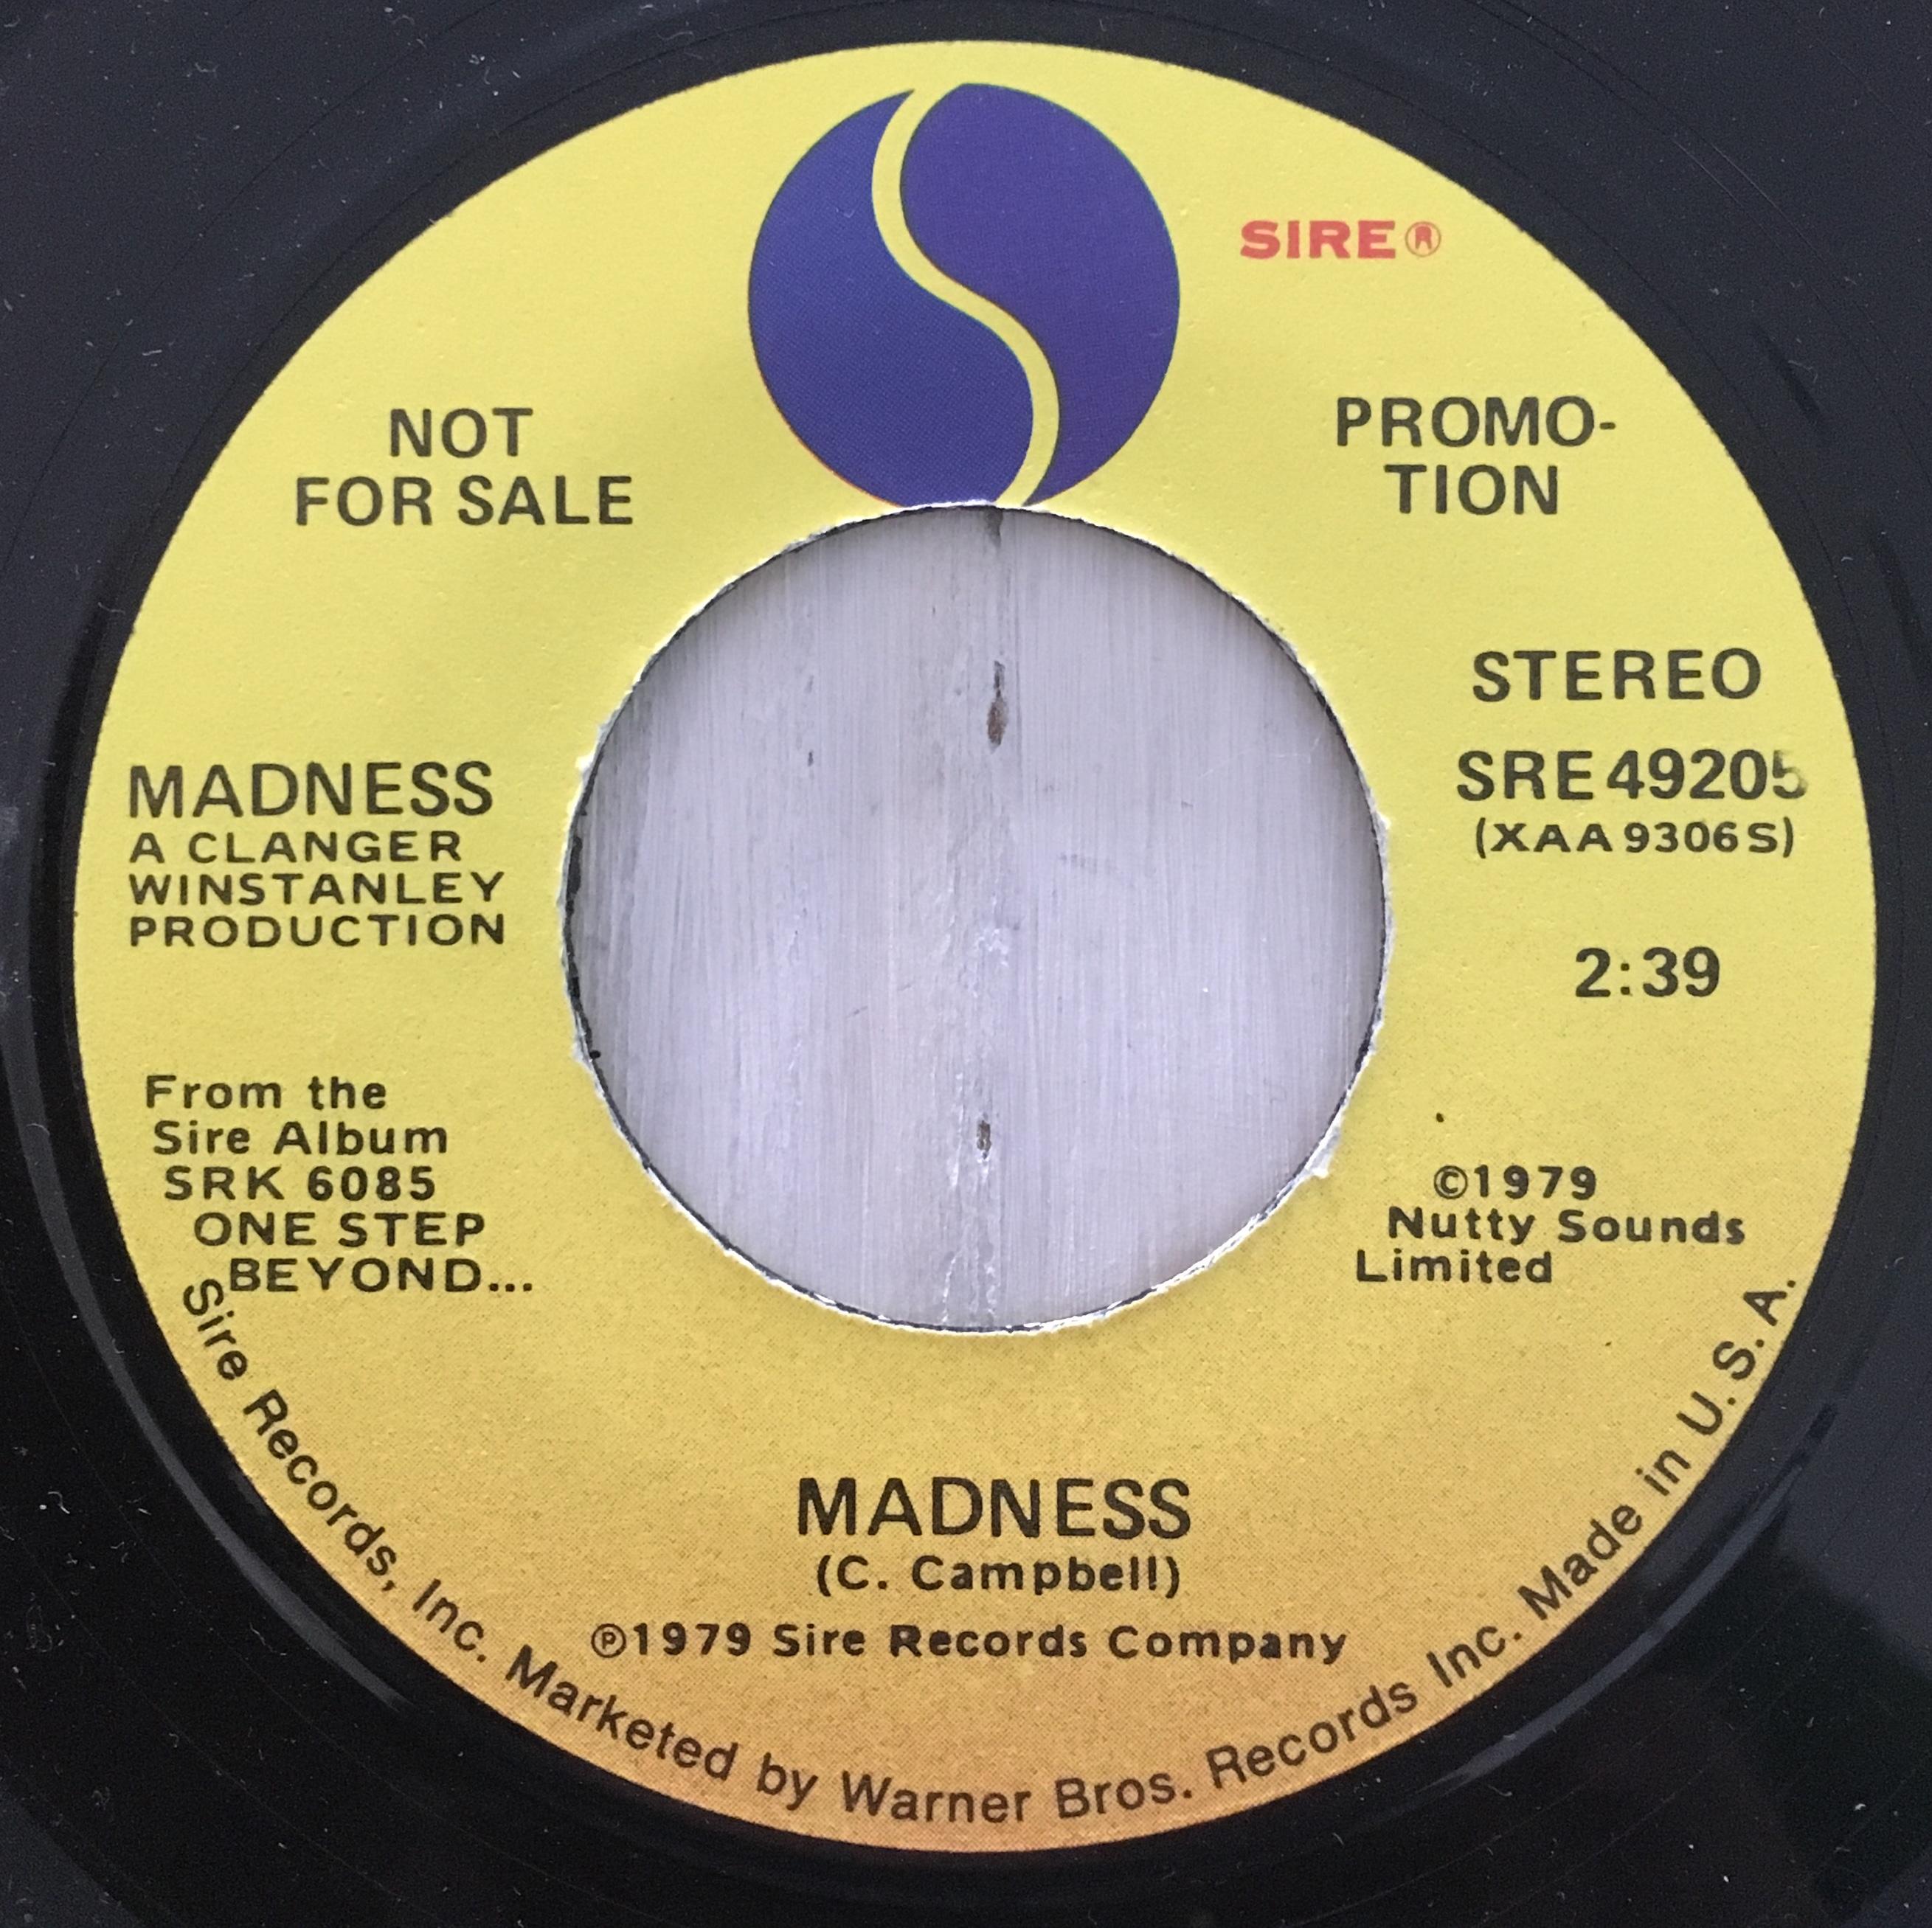 SIRE®
NOT
FOR SALE
PROMO-
TION
STEREO
SRE 49205
(XAA 9306 S)
2:39
MADNESS
A CLANGER
WINSTANLEY
PRODUCTION
From the
Sire Album
SRK 6085
ONE STEP
BEYOND...
©1979
Nutty Sounds
Limited
MADNESS
(C. Campbell)
℗1979 Sire Records Company
Sire Records, Inc. Marketed by Warner Bros. Records Inc. Made in U. S. A.